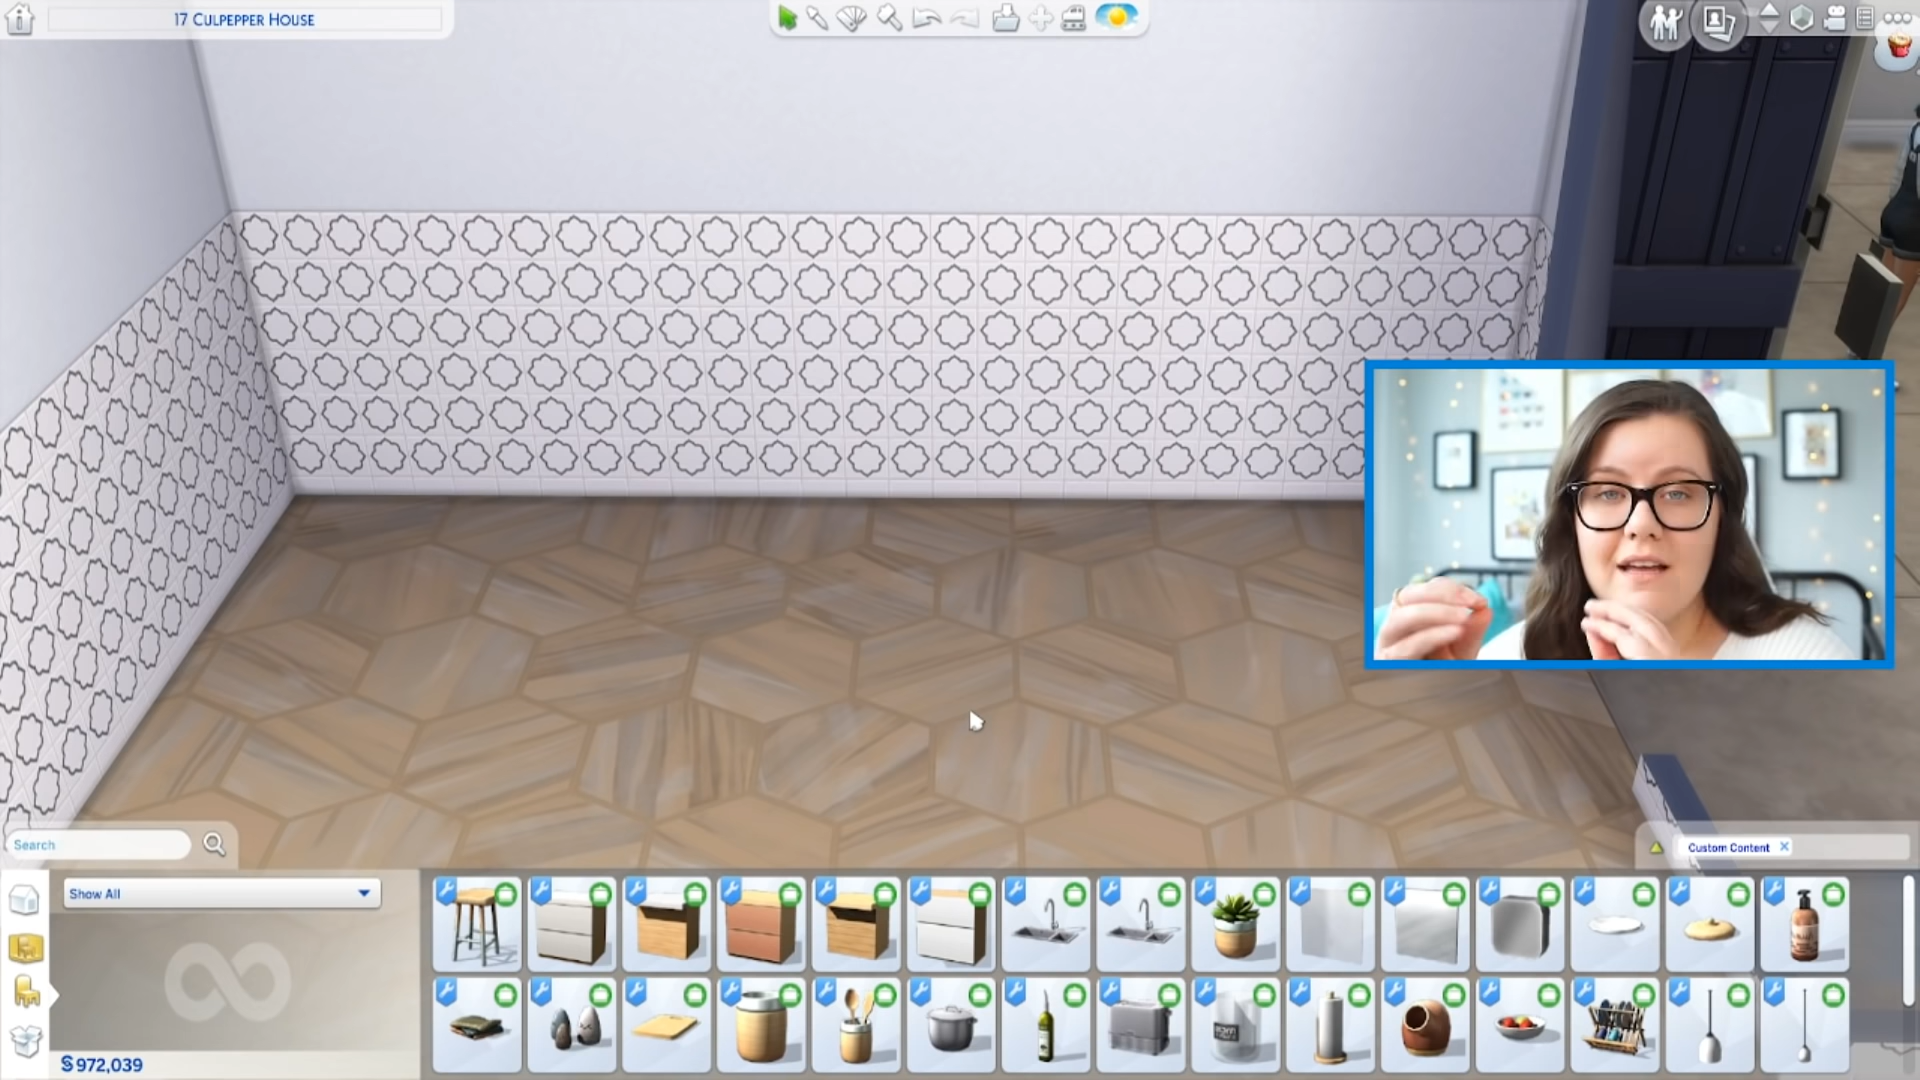 17 Culpepper House
Search
Custom Content
Show All
$972,039